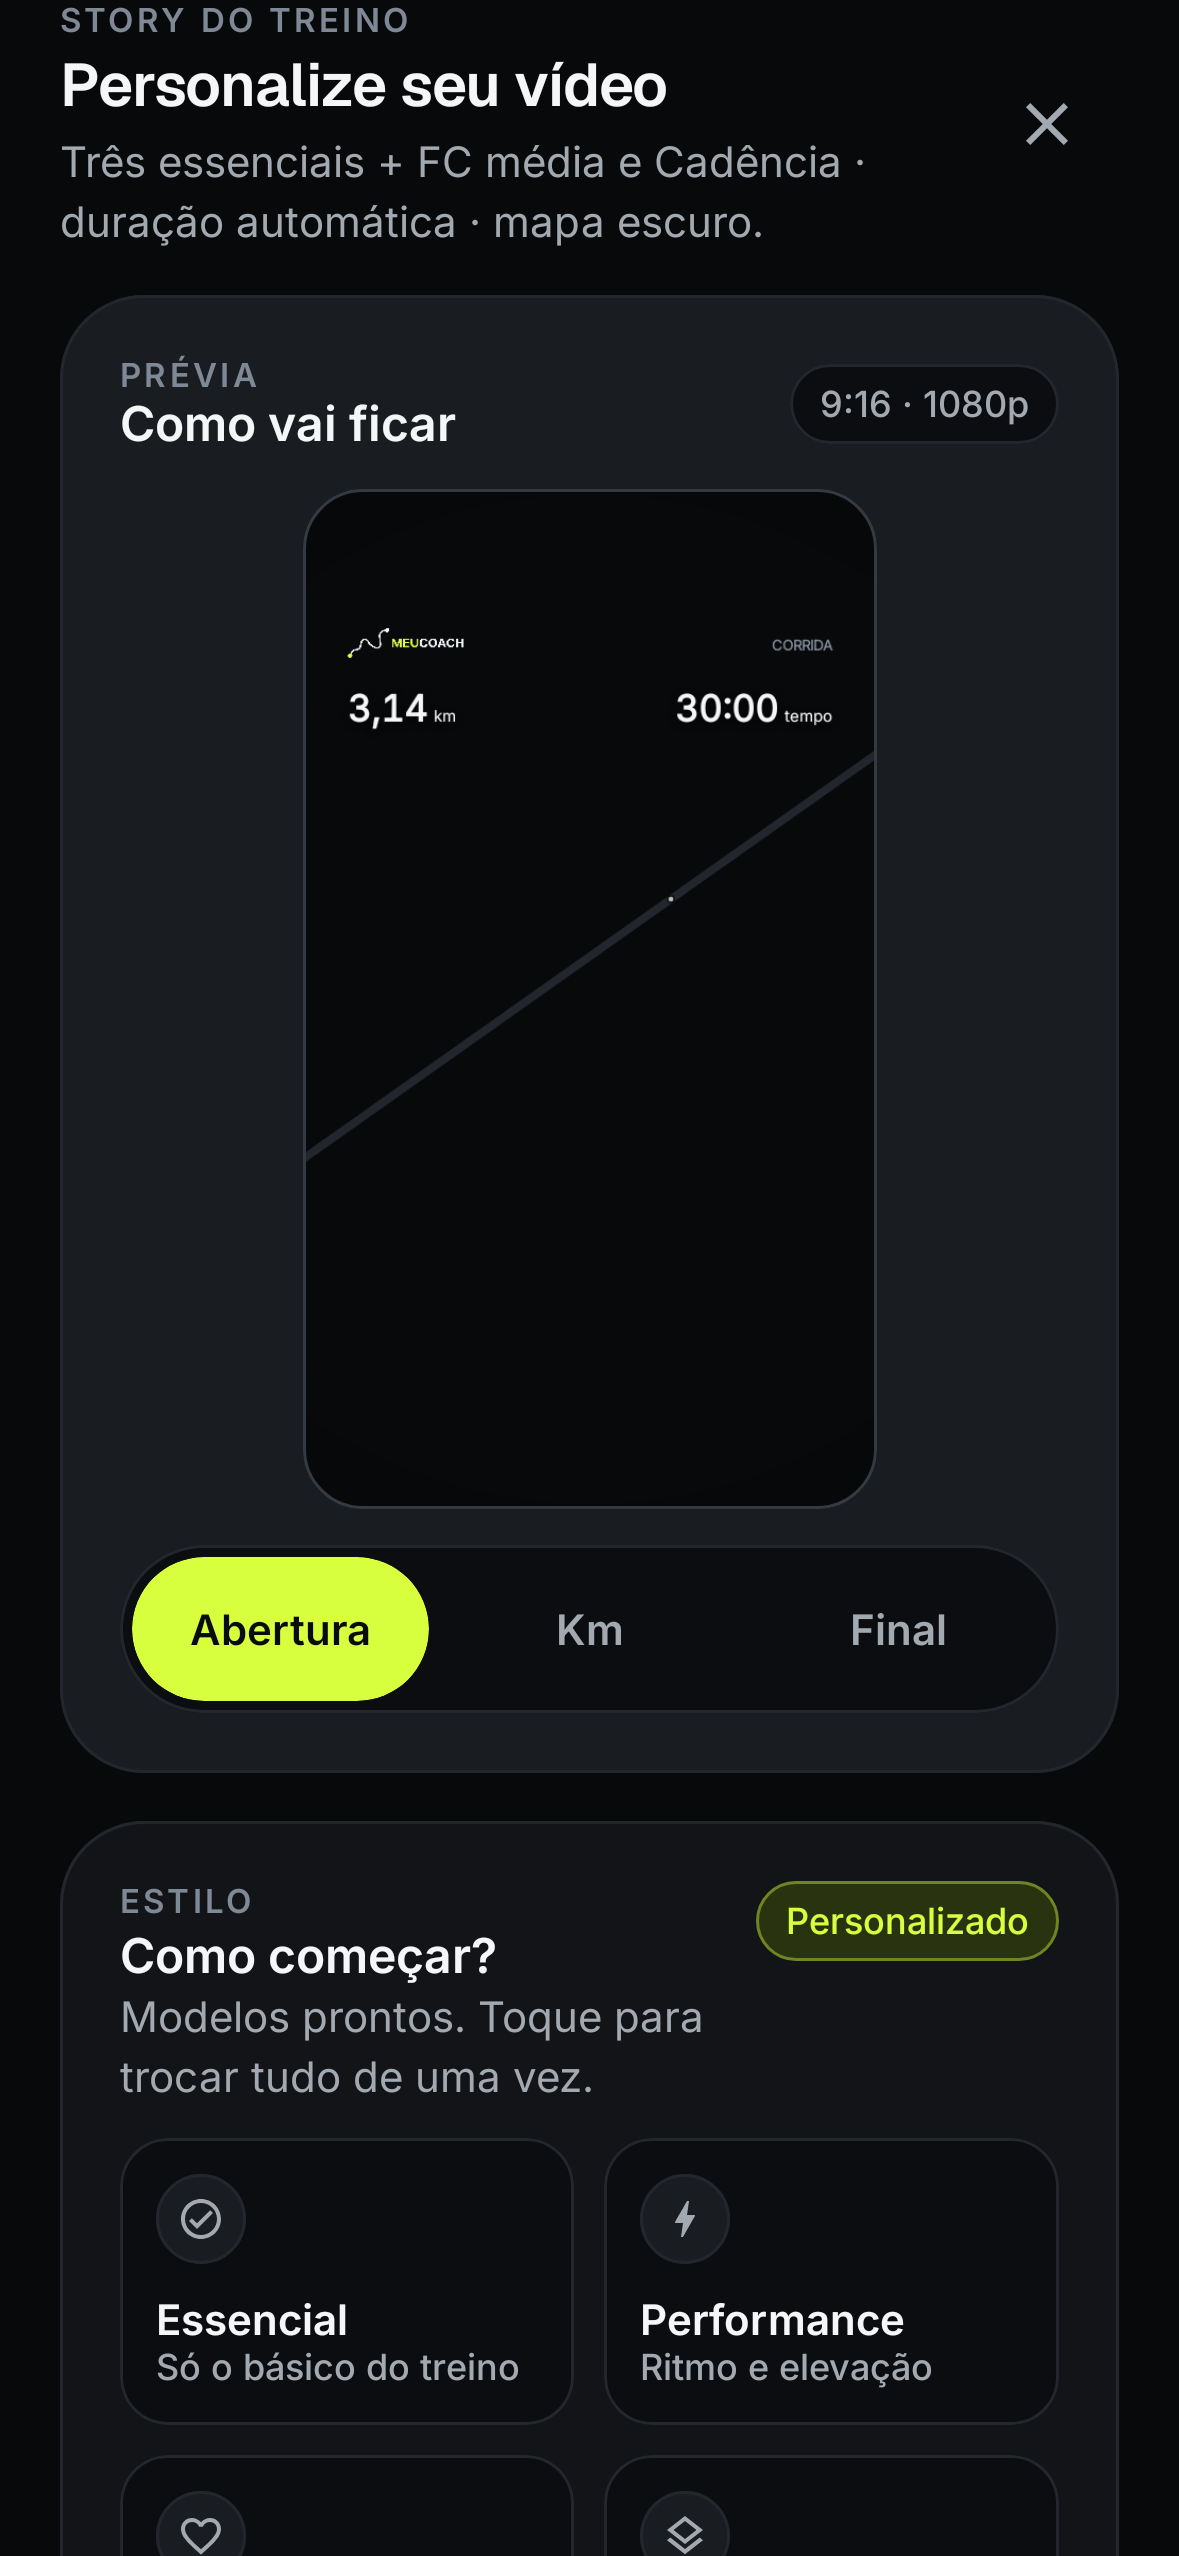 STORY DO TREINO
Personalize seu vídeo
Três essenciais + FC média e Cadência ·
duração automática · mapa escuro.
PRÉVIA
Como vai ficar
9:16 · 1080p
MEUCOACH
CORRIDA
3,14 km
30:00 tempo
Abertura
Km
Final
ESTILO
Como começar?
Personalizado
Modelos prontos. Toque para
trocar tudo de uma vez.
Essencial
Só o básico do treino
Performance
Ritmo e elevação